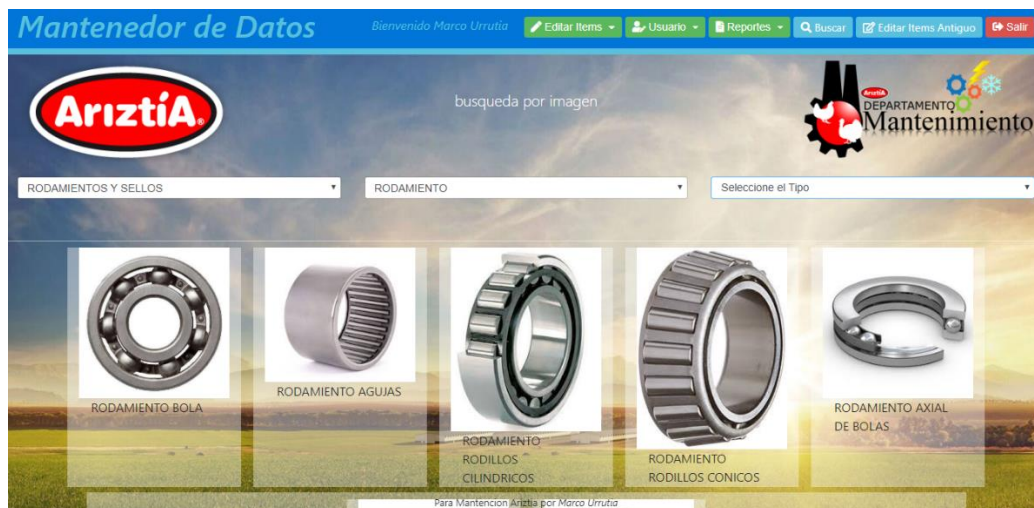 Mantenedor de Datos
Bienvenido Marco Urrutia
Editar Items
Usuario
Reportes
Buscar
Editar Items Antiguo
Salir
ArıztíA®
busqueda por imagen
Ariztía
DEPARTAMENTO
Mantenimiento
RODAMIENTOS Y SELLOS
RODAMIENTO
Seleccione el Tipo
RODAMIENTO BOLA
RODAMIENTO AGUJAS
RODAMIENTO
RODILLOS
CILINDRICOS
RODAMIENTO
RODILLOS CONICOS
RODAMIENTO AXIAL
DE BOLAS
Para Mantencion Ariztia por Marco Urrutia